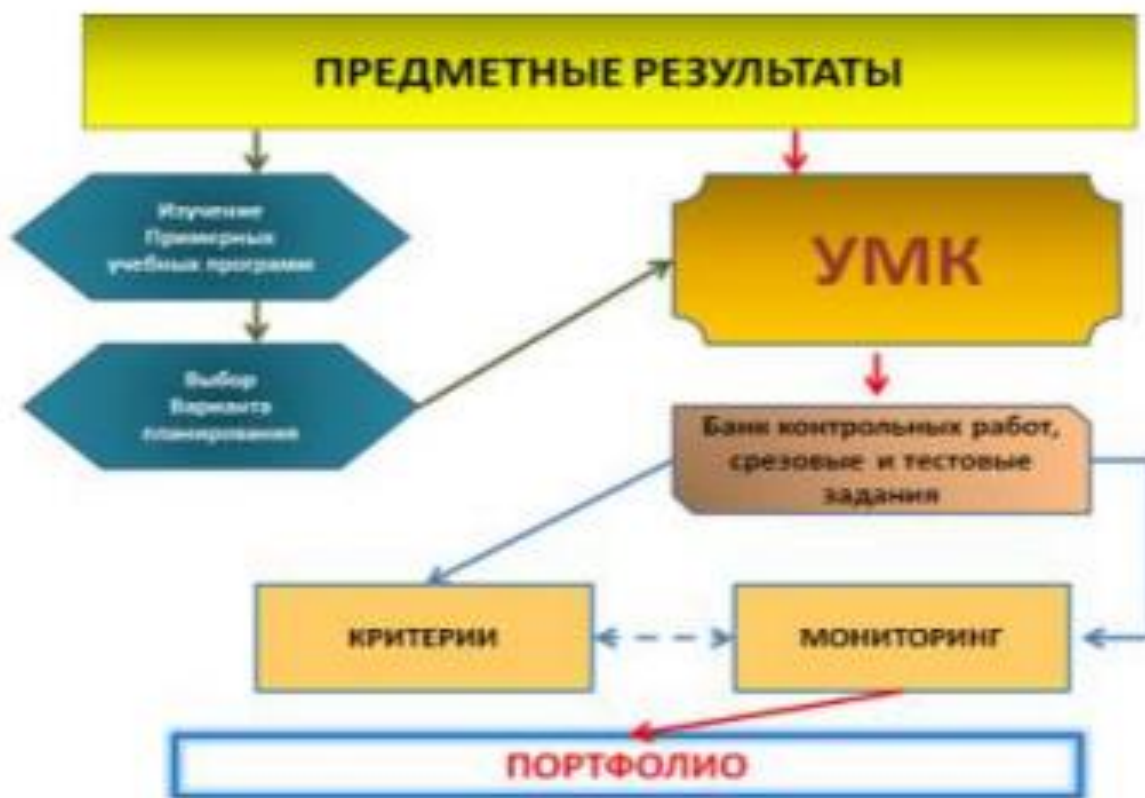 ПРЕДМЕТНЫЕ РЕЗУЛЬТАТЫ
Изучение
Примерных
учебных программ
УМК
Выбор
Варианта
планирования
Банк контрольных работ,
срезовые и тестовые
задания
КРИТЕРИИ
МОНИТОРИНГ
ПОРТФОЛИО